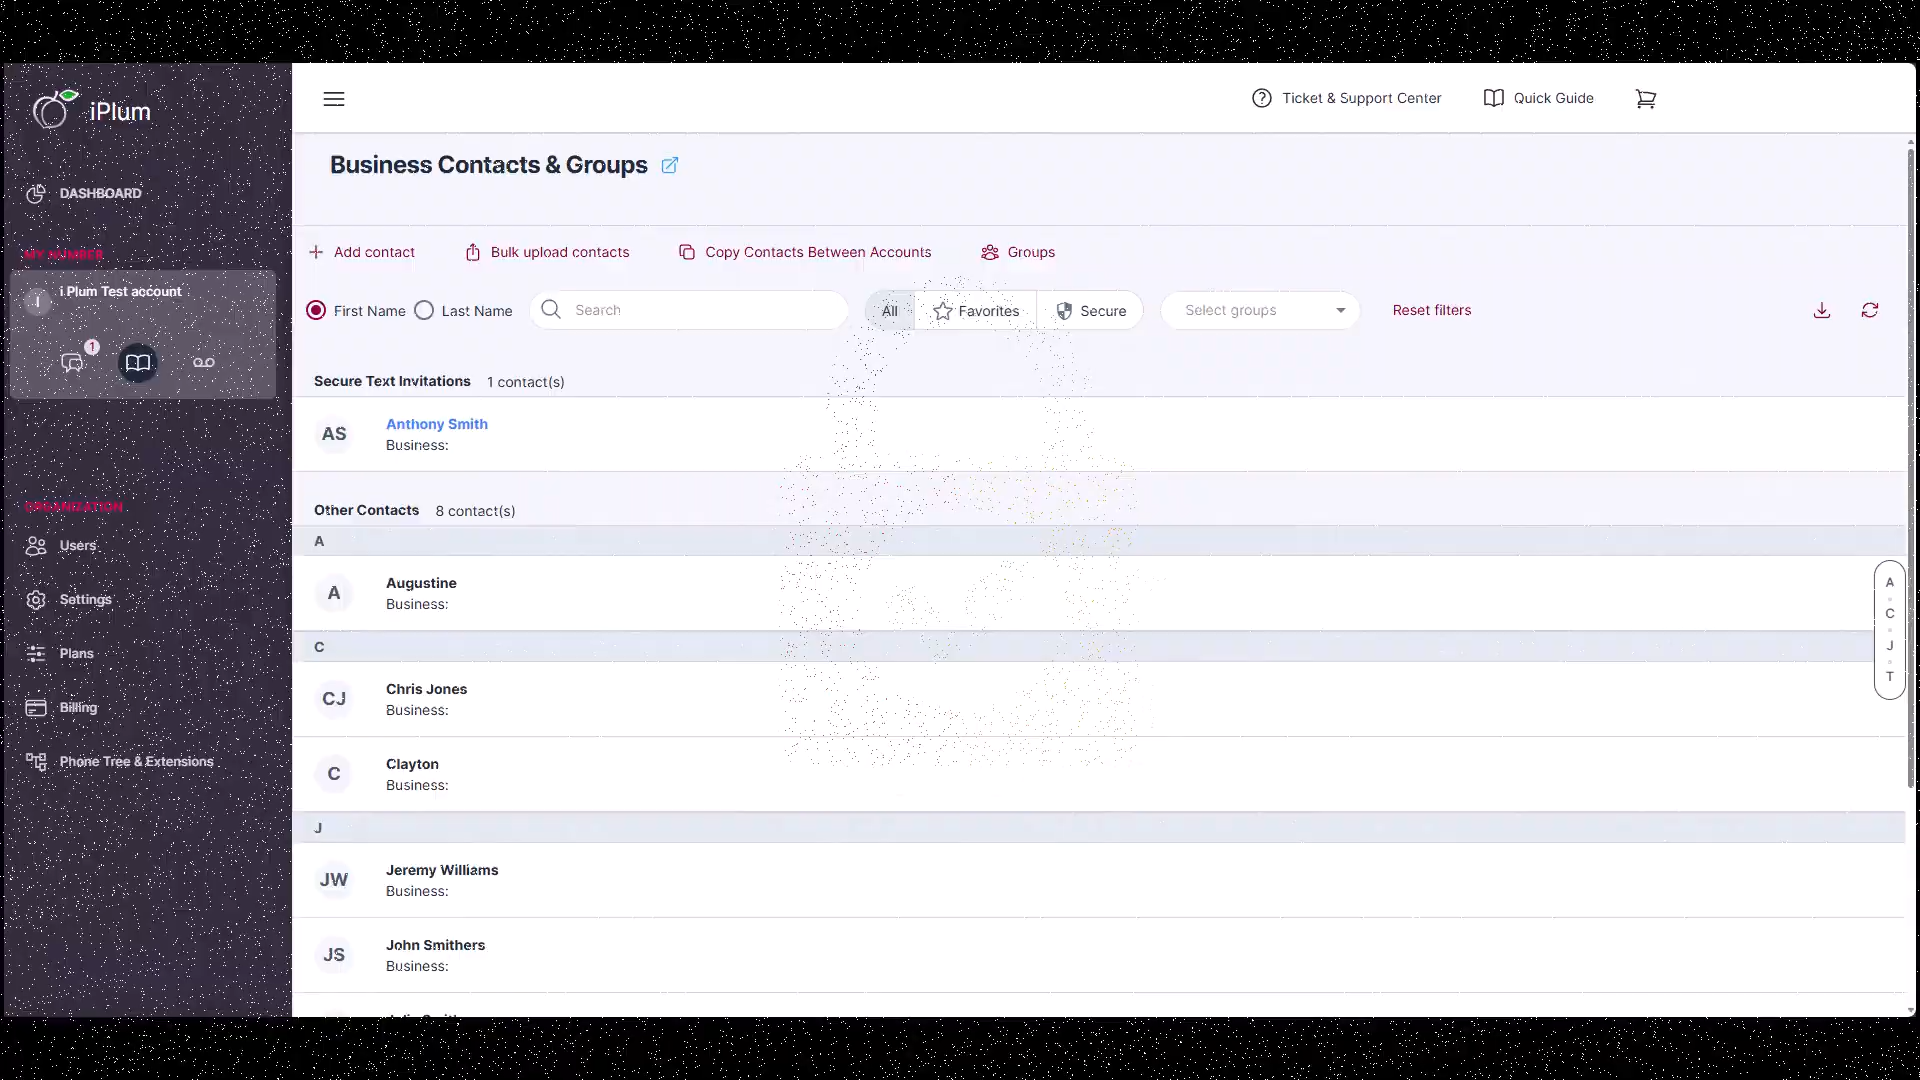 iPlum
Ticket & Support Center
Quick Guide
Business Contacts & Groups
DASHBOARD
MY NUMBER
i Plum Test account
I
1
ORGANIZATION
Users
Settings
Plans
Billing
Phone Tree & Extensions
Add contact
Bulk upload contacts
Copy Contacts Between Accounts
Groups
First Name
Last Name
Search
All
Favorites
Secure
Select groups
Reset filters
Secure Text Invitations 1 contact(s)
AS
Anthony Smith
Business:
Other Contacts 8 contact(s)
A
A
Augustine
Business:
C
CJ
Chris Jones
Business:
C
Clayton
Business:
J
JW
Jeremy Williams
Business:
JS
John Smithers
Business:
A
C
J
T